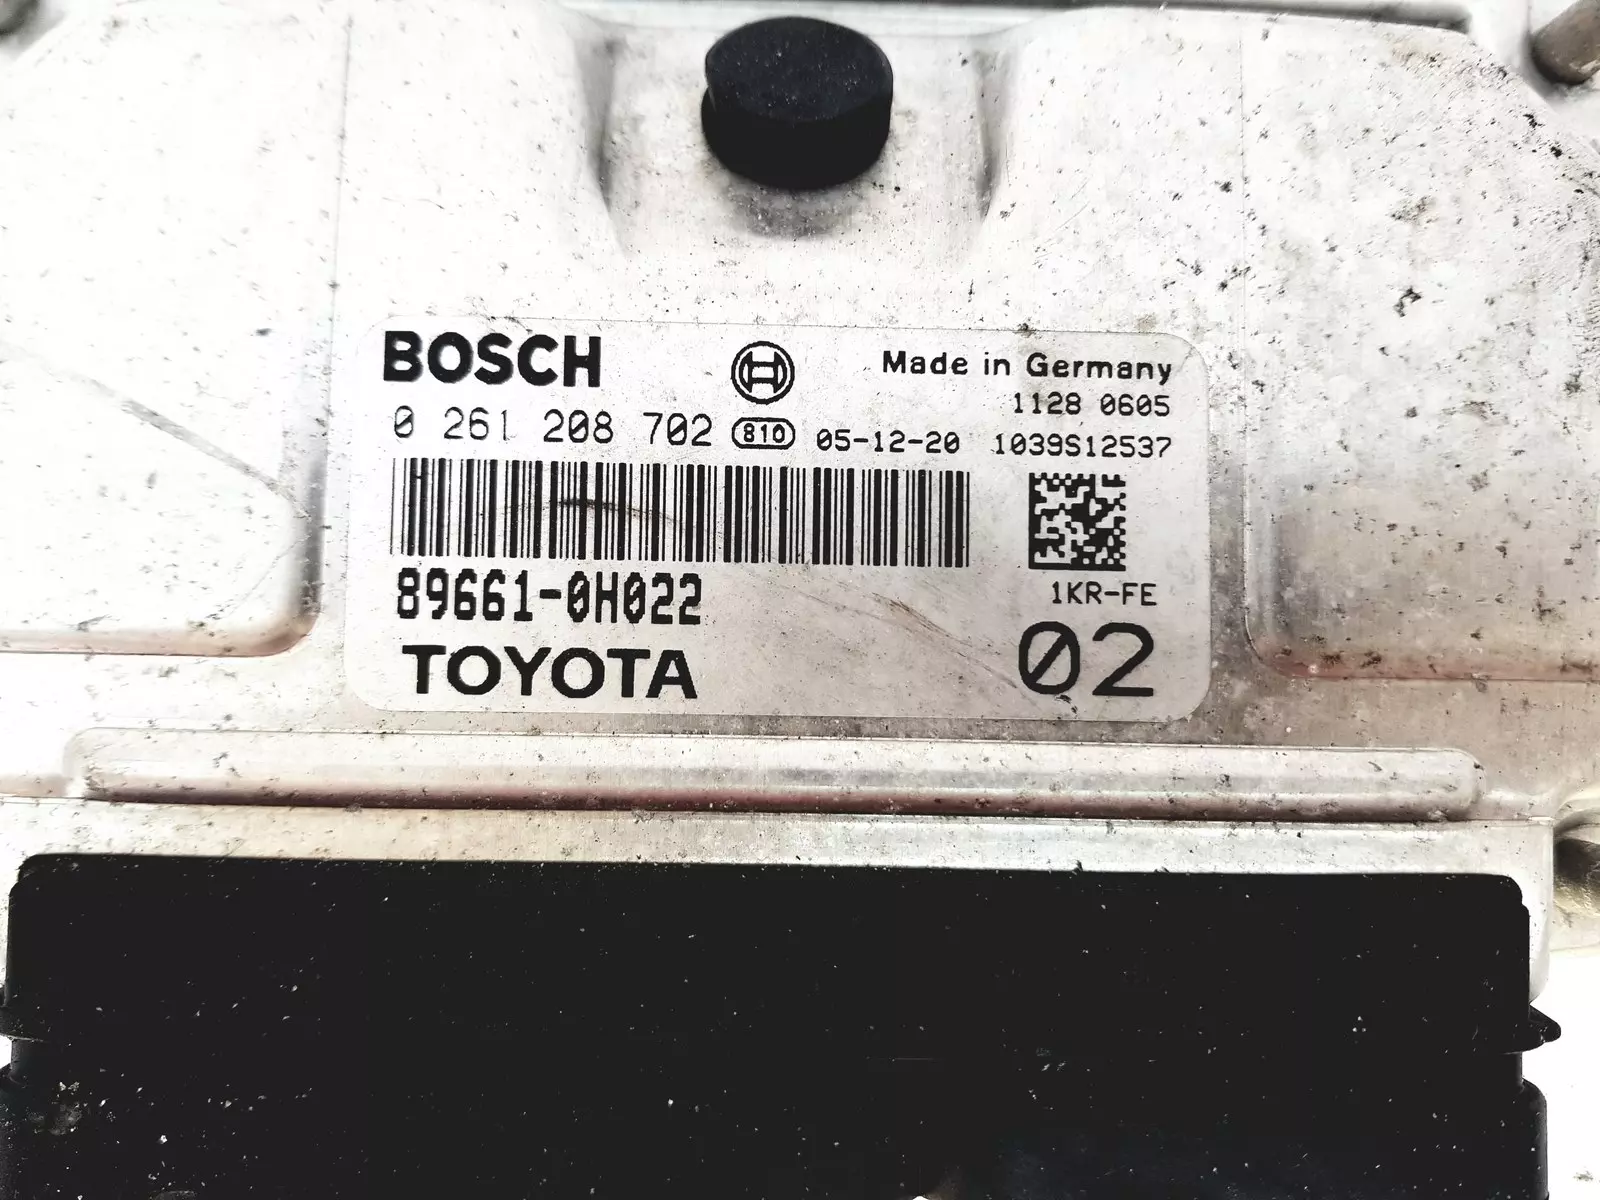 BOSCH
Made in Germany
1128 0605
0 261 208 702 810 05-12-20 1039S12537
89661-0H022
1KR-FE
TOYOTA
02